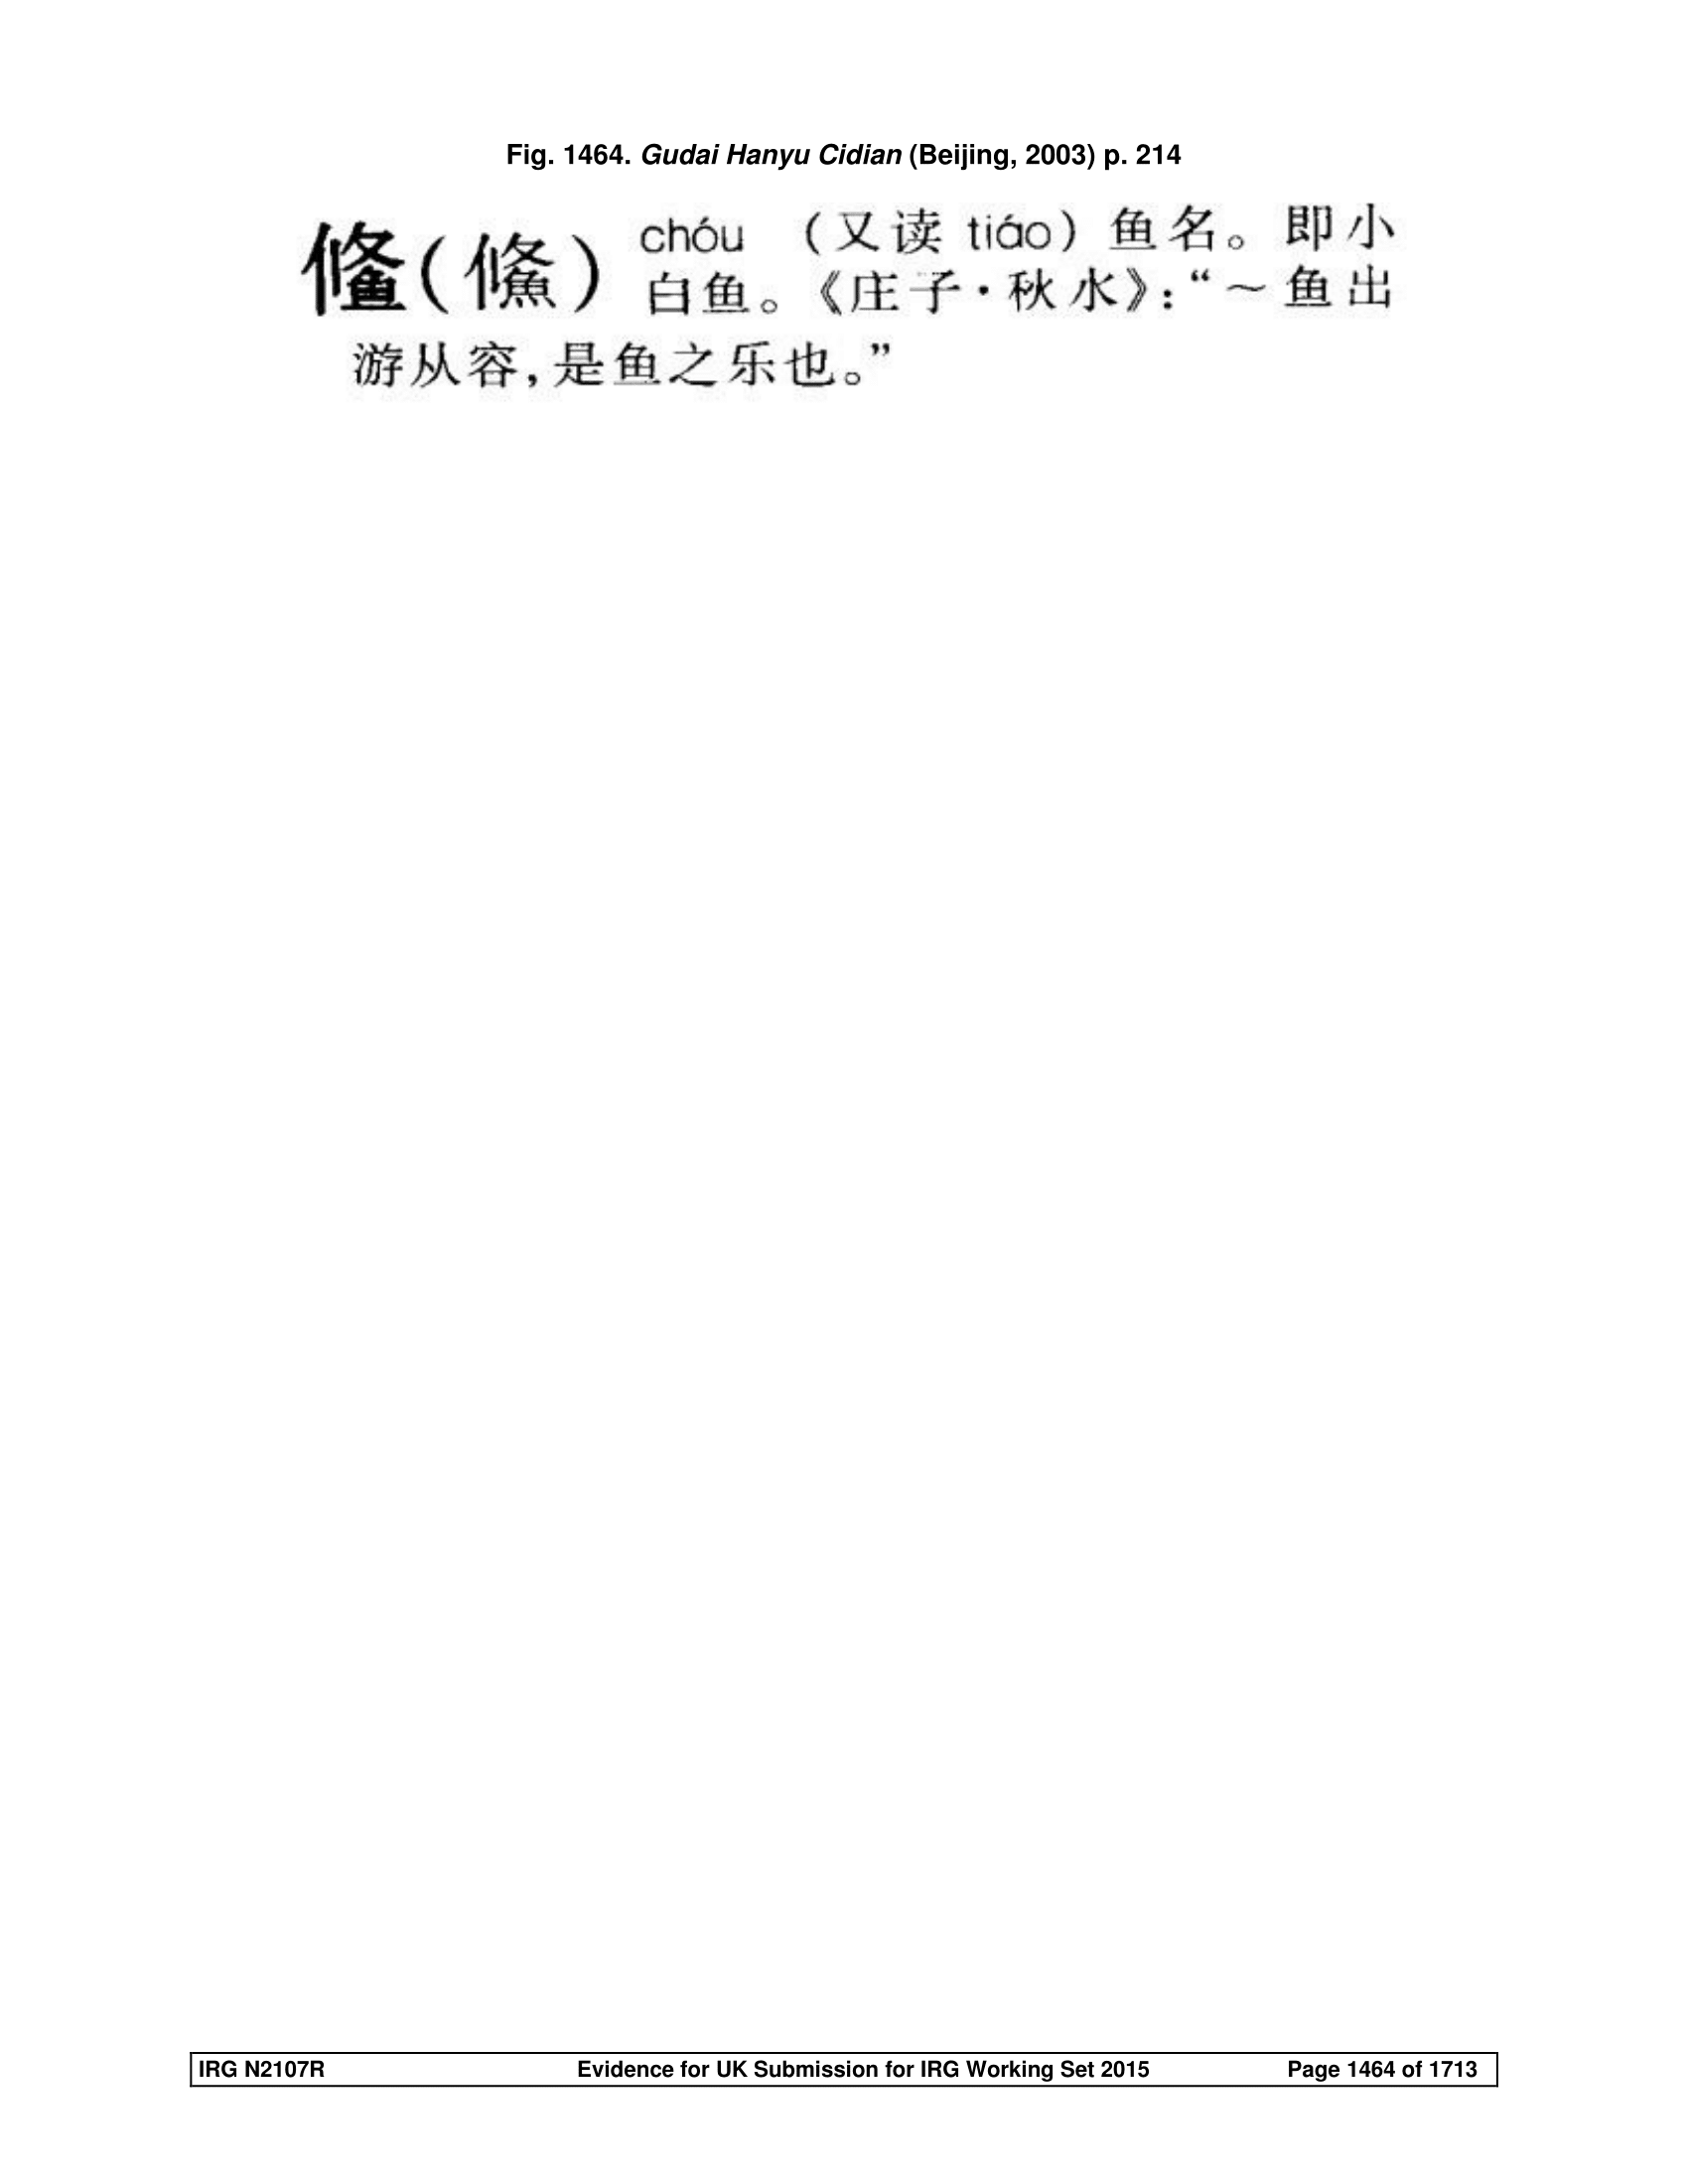 Fig. 1464. Gudai Hanyu Cidian (Beijing, 2003) p. 214
(鯈) chóu (又读 tiáo) 鱼名。即小
白鱼。《庄子·秋水》:“～鱼出
游从容,是鱼之乐也。”
IRG N2107R Evidence for UK Submission for IRG Working Set 2015 Page 1464 of 1713